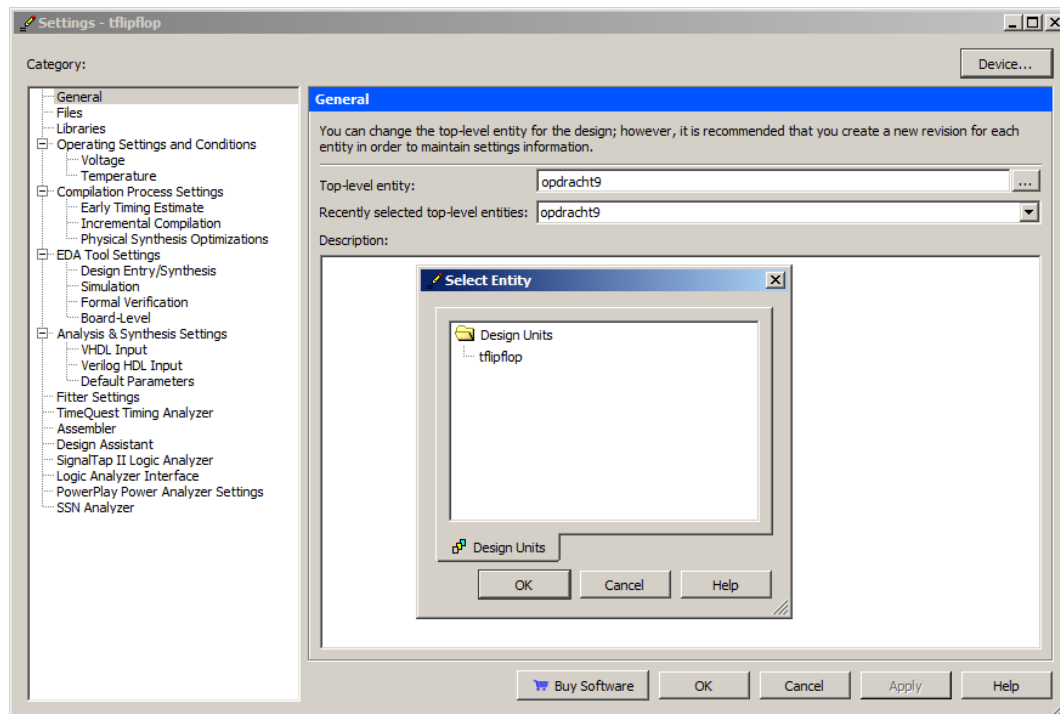 Settings - tflipflop
Category:
Device...
General
Files
Libraries
Operating Settings and Conditions
Voltage
Temperature
Compilation Process Settings
Early Timing Estimate
Incremental Compilation
Physical Synthesis Optimizations
EDA Tool Settings
Design Entry/Synthesis
Simulation
Formal Verification
Board-Level
Analysis & Synthesis Settings
VHDL Input
Verilog HDL Input
Default Parameters
Fitter Settings
TimeQuest Timing Analyzer
Assembler
Design Assistant
SignalTap II Logic Analyzer
Logic Analyzer Interface
PowerPlay Power Analyzer Settings
SSN Analyzer
General
You can change the top-level entity for the design; however, it is recommended that you create a new revision for each
entity in order to maintain settings information.
Top-level entity: opdracht9 ...
Recently selected top-level entities: opdracht9
Description:
Select Entity
Design Units
tflipflop
Design Units
OK Cancel Help
Buy Software OK Cancel Apply Help